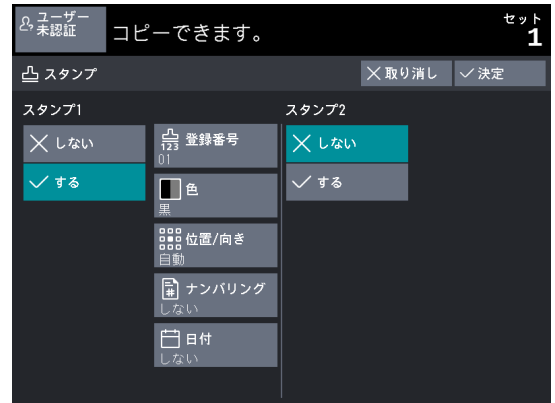 ユーザー
未認証
コピーできます。
セット
1
スタンプ
取り消し
決定
スタンプ1
しない
する
123
登録番号
01
色
黒
位置/向き
自動
#
ナンバリング
しない
日付
しない
スタンプ2
しない
する